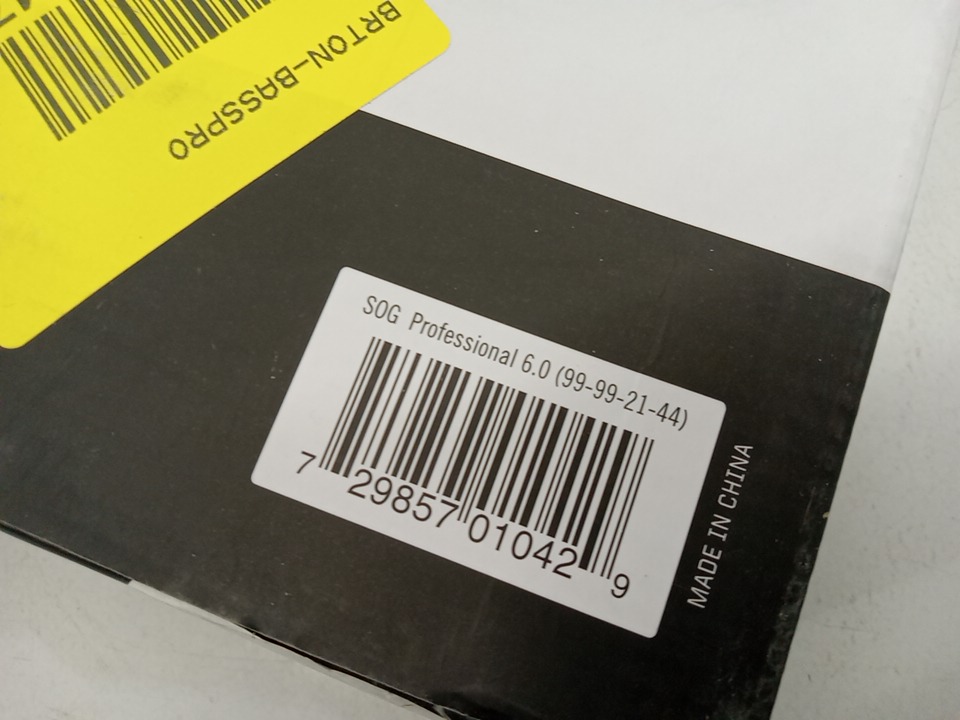 BRTON-BASSPRO
SOG Professional 6.0 (99-99-21-44)
7 29857 01042 9
MADE IN CHINA